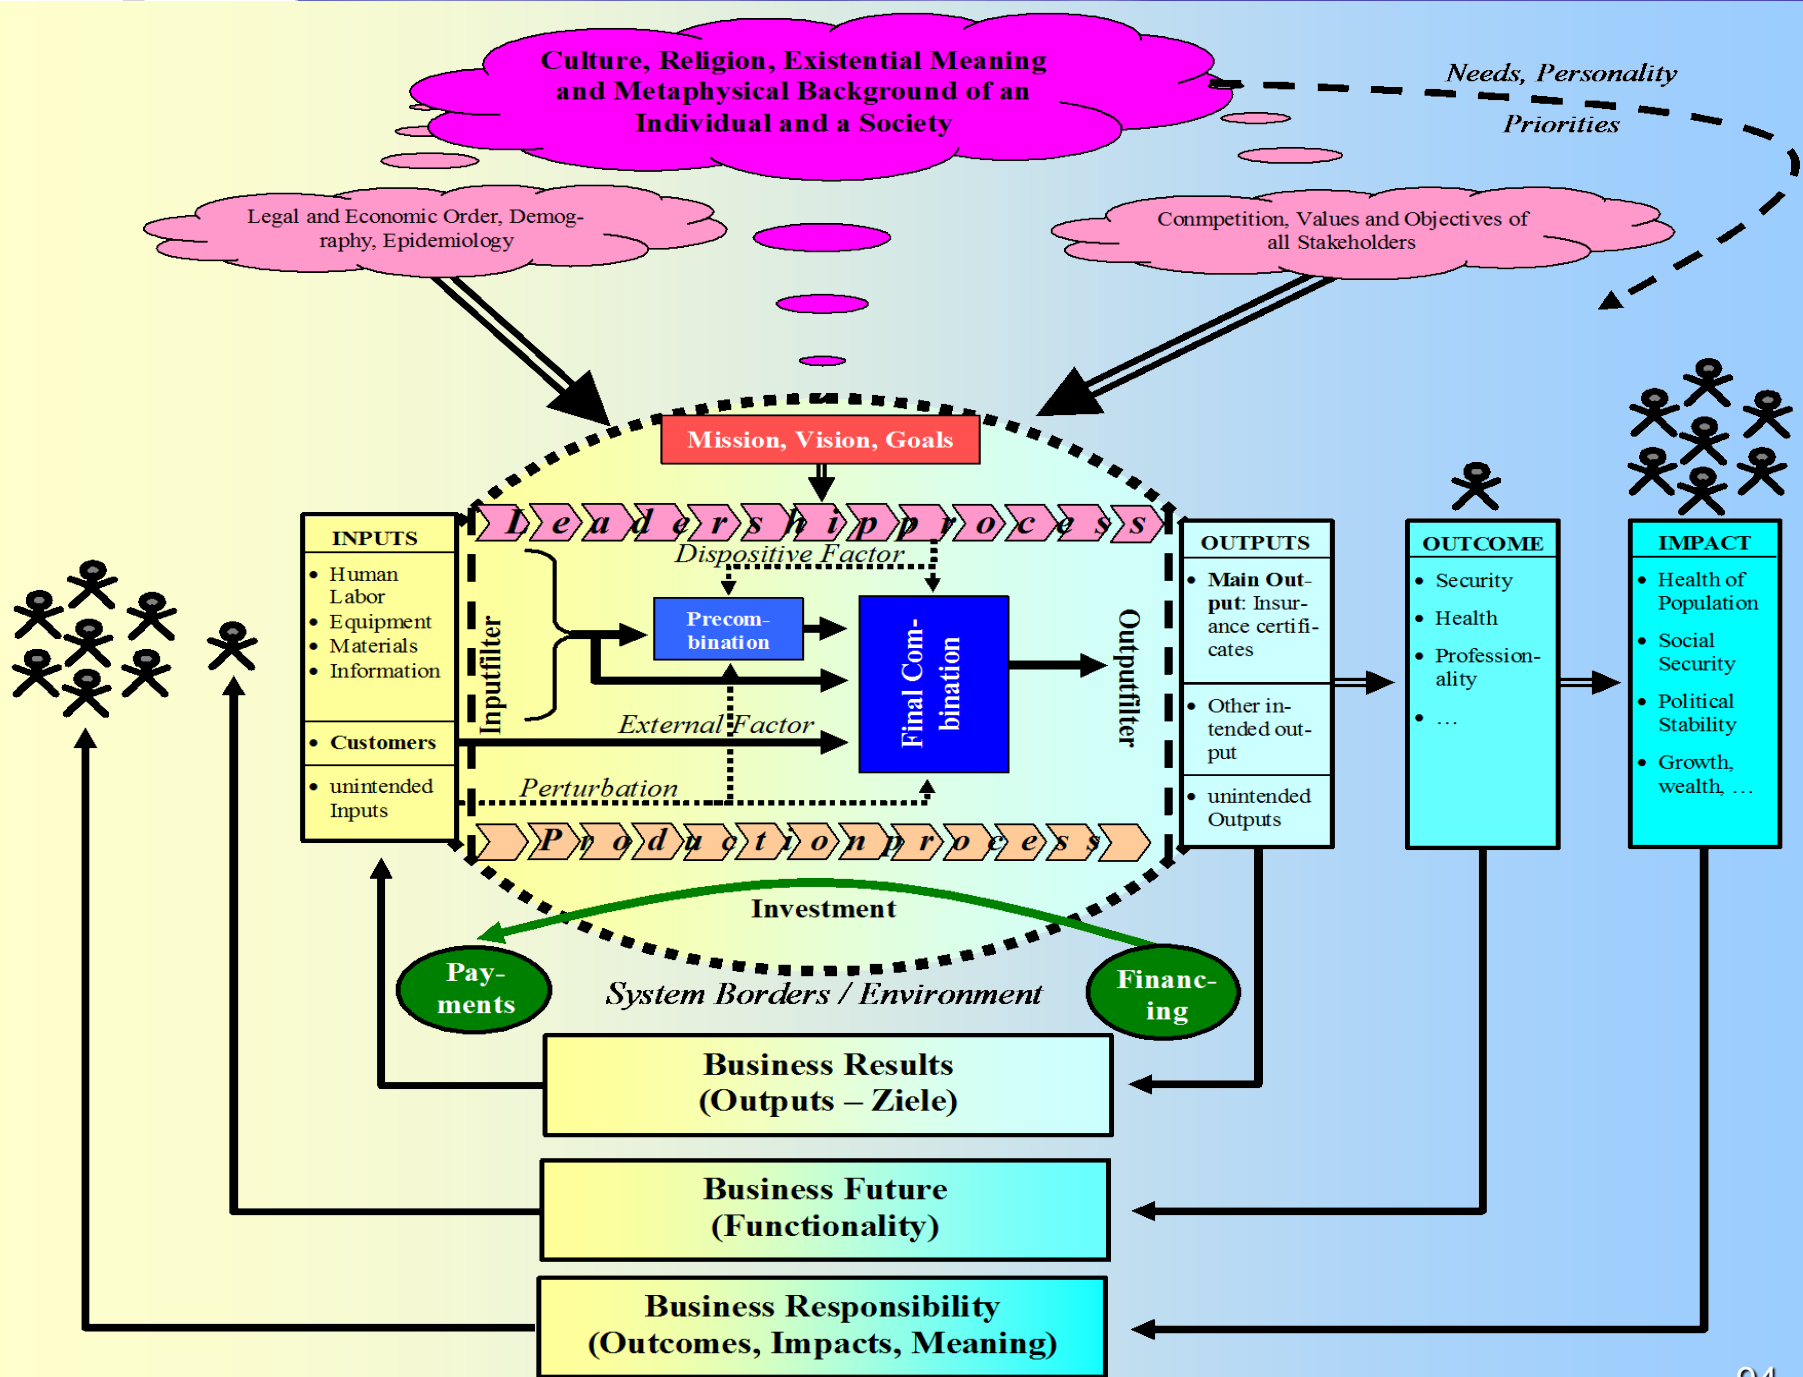 Culture, Religion, Existential Meaning
and Metaphysical Background of an
Individual and a Society
Needs, Personality
Priorities
Legal and Economic Order, Demog-
raphy, Epidemiology
Conmpetition, Values and Objectives of
all Stakeholders
Mission, Vision, Goals
Leadershipprocess
Dispositive Factor
INPUTS
• Human
Labor
• Equipment
• Materials
• Information
• Customers
• unintended
Inputs
Inputfilter
Precom-
bination
Final Com-
bination
External Factor
Perturbation
Outputfilter
Productionprocess
OUTPUTS
• Main Out-
put: Insur-
ance certifi-
cates
• Other in-
tended out-
put
• unintended
Outputs
OUTCOME
• Security
• Health
• Profession-
ality
• …
IMPACT
• Health of
Population
• Social
Security
• Political
Stability
• Growth,
wealth, …
Investment
Pay-
ments
Financ-
ing
System Borders / Environment
Business Results
(Outputs – Ziele)
Business Future
(Functionality)
Business Responsibility
(Outcomes, Impacts, Meaning)